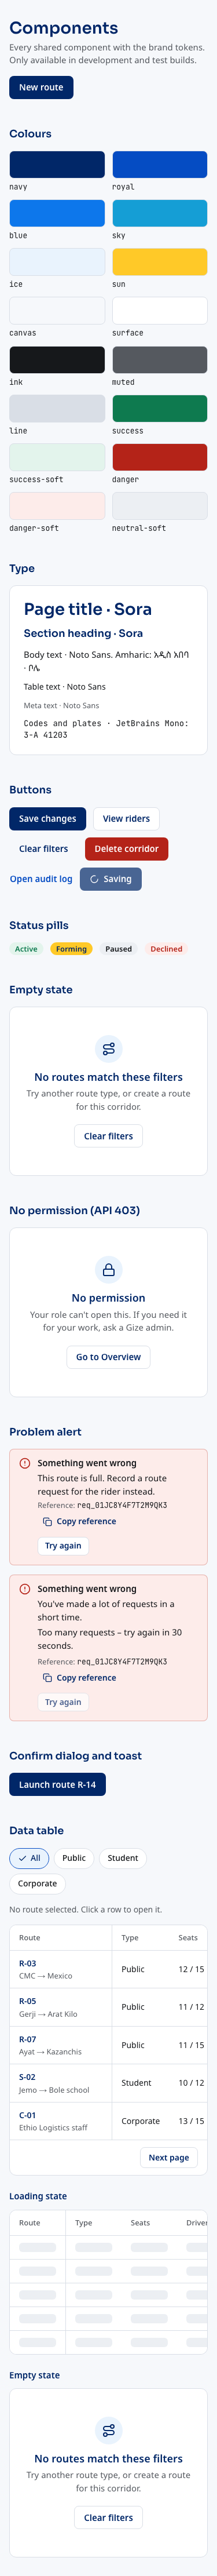 Components
Every shared component with the brand tokens.
Only available in development and test builds.
New route
Colours
navy
royal
blue
sky
ice
sun
canvas
surface
ink
muted
line
success
success-soft
danger
danger-soft
neutral-soft
Type
Page title · Sora
Section heading · Sora
Body text · Noto Sans. Amharic: አዲስ አበባ
· ቦሌ
Table text · Noto Sans
Meta text · Noto Sans
Codes and plates · JetBrains Mono:
3-A 41203
Buttons
Save changes
View riders
Clear filters
Delete corridor
Open audit log
Saving
Status pills
Active
Forming
Paused
Declined
Empty state
No routes match these filters
Try another route type, or create a route
for this corridor.
Clear filters
No permission (API 403)
No permission
Your role can't open this. If you need it
for your work, ask a Gize admin.
Go to Overview
Problem alert
Something went wrong
This route is full. Record a route
request for the rider instead.
Reference: req_01JC8Y4F7T2M9QK3
Copy reference
Try again
Something went wrong
You've made a lot of requests in a
short time.
Too many requests – try again in 30
seconds.
Reference: req_01JC8Y4F7T2M9QK3
Copy reference
Try again
Confirm dialog and toast
Launch route R-14
Data table
All
Public
Student
Corporate
No route selected. Click a row to open it.
Route Type Seats
R-03
CMC → Mexico
Public 12 / 15
R-05
Gerji → Arat Kilo
Public 11 / 12
R-07
Ayat → Kazanchis
Public 11 / 15
S-02
Jemo → Bole school
Student 10 / 12
C-01
Ethio Logistics staff
Corporate 13 / 15
Next page
Loading state
Route Type Seats Driver
Empty state
No routes match these filters
Try another route type, or create a route
for this corridor.
Clear filters